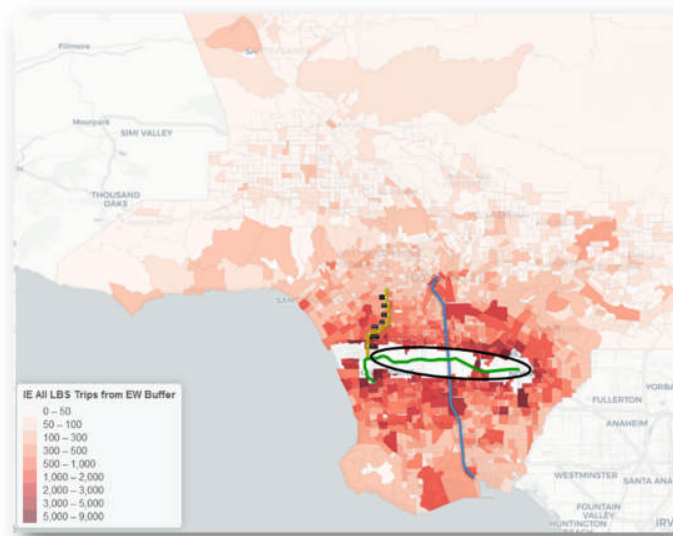 Fillmore
Moorpark
SIMI VALLEY
THOUSAND
OAKS
FULLERTON
YORBA
ANAHEIM
WESTMINSTER
SANTA ANA
FOUNTAIN
VALLEY
HUNTINGTON
BEACH
IRV
IE All LBS Trips from EW Buffer
0 – 50
50 – 100
100 – 300
300 – 500
500 – 1,000
1,000 – 2,000
2,000 – 3,000
3,000 – 5,000
5,000 – 9,000